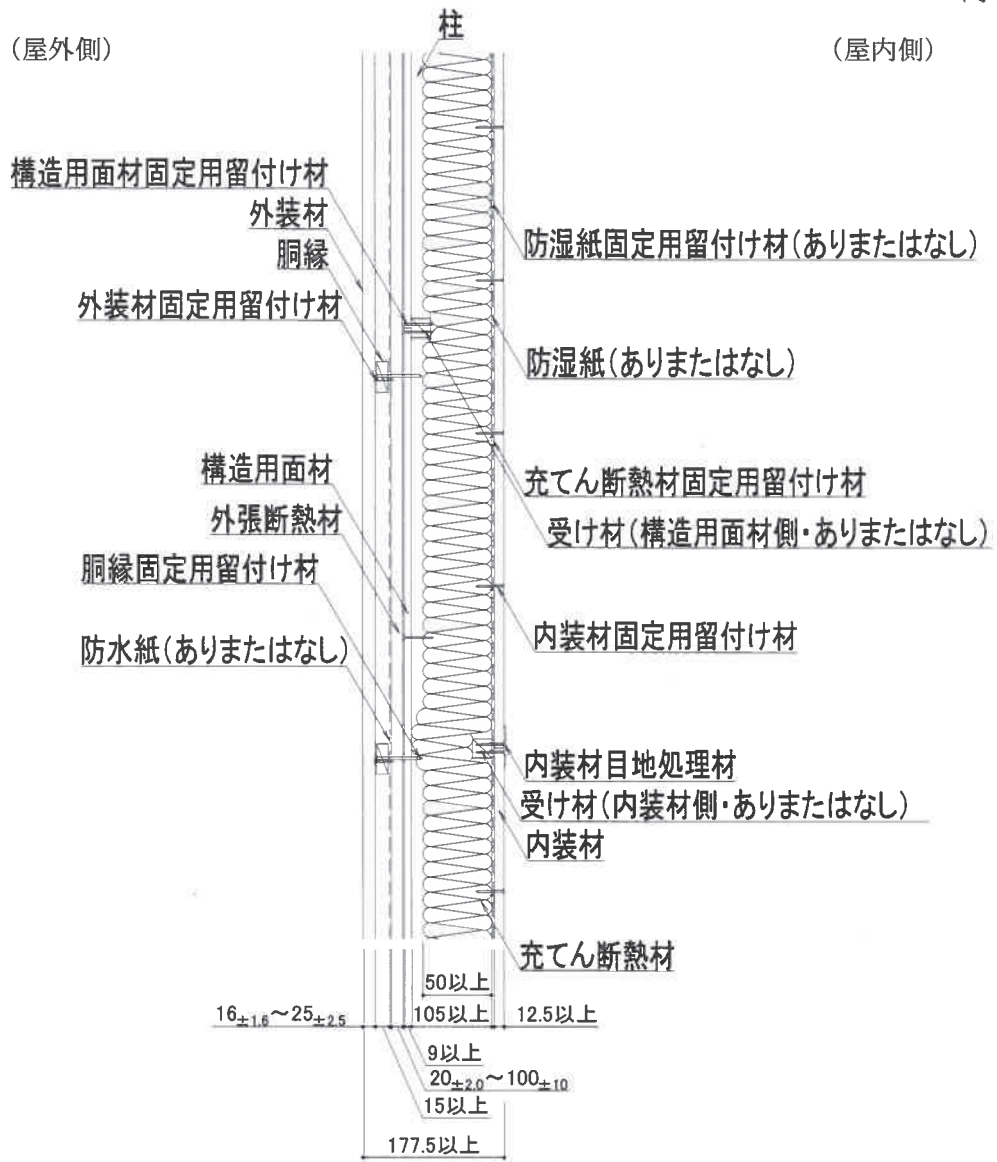 柱
(屋外側)
(屋内側)
構造用面材固定用留付け材
外装材
胴縁
外装材固定用留付け材
防湿紙固定用留付け材(ありまたはなし)
防湿紙(ありまたはなし)
構造用面材
外張断熱材
胴縁固定用留付け材
防水紙(ありまたはなし)
充てん断熱材固定用留付け材
受け材(構造用面材側・ありまたはなし)
内装材固定用留付け材
内装材目地処理材
受け材(内装材側・ありまたはなし)
内装材
充てん断熱材
50以上
16±1.6~25±2.5
105以上
12.5以上
9以上
20±2.0~100±10
15以上
177.5以上